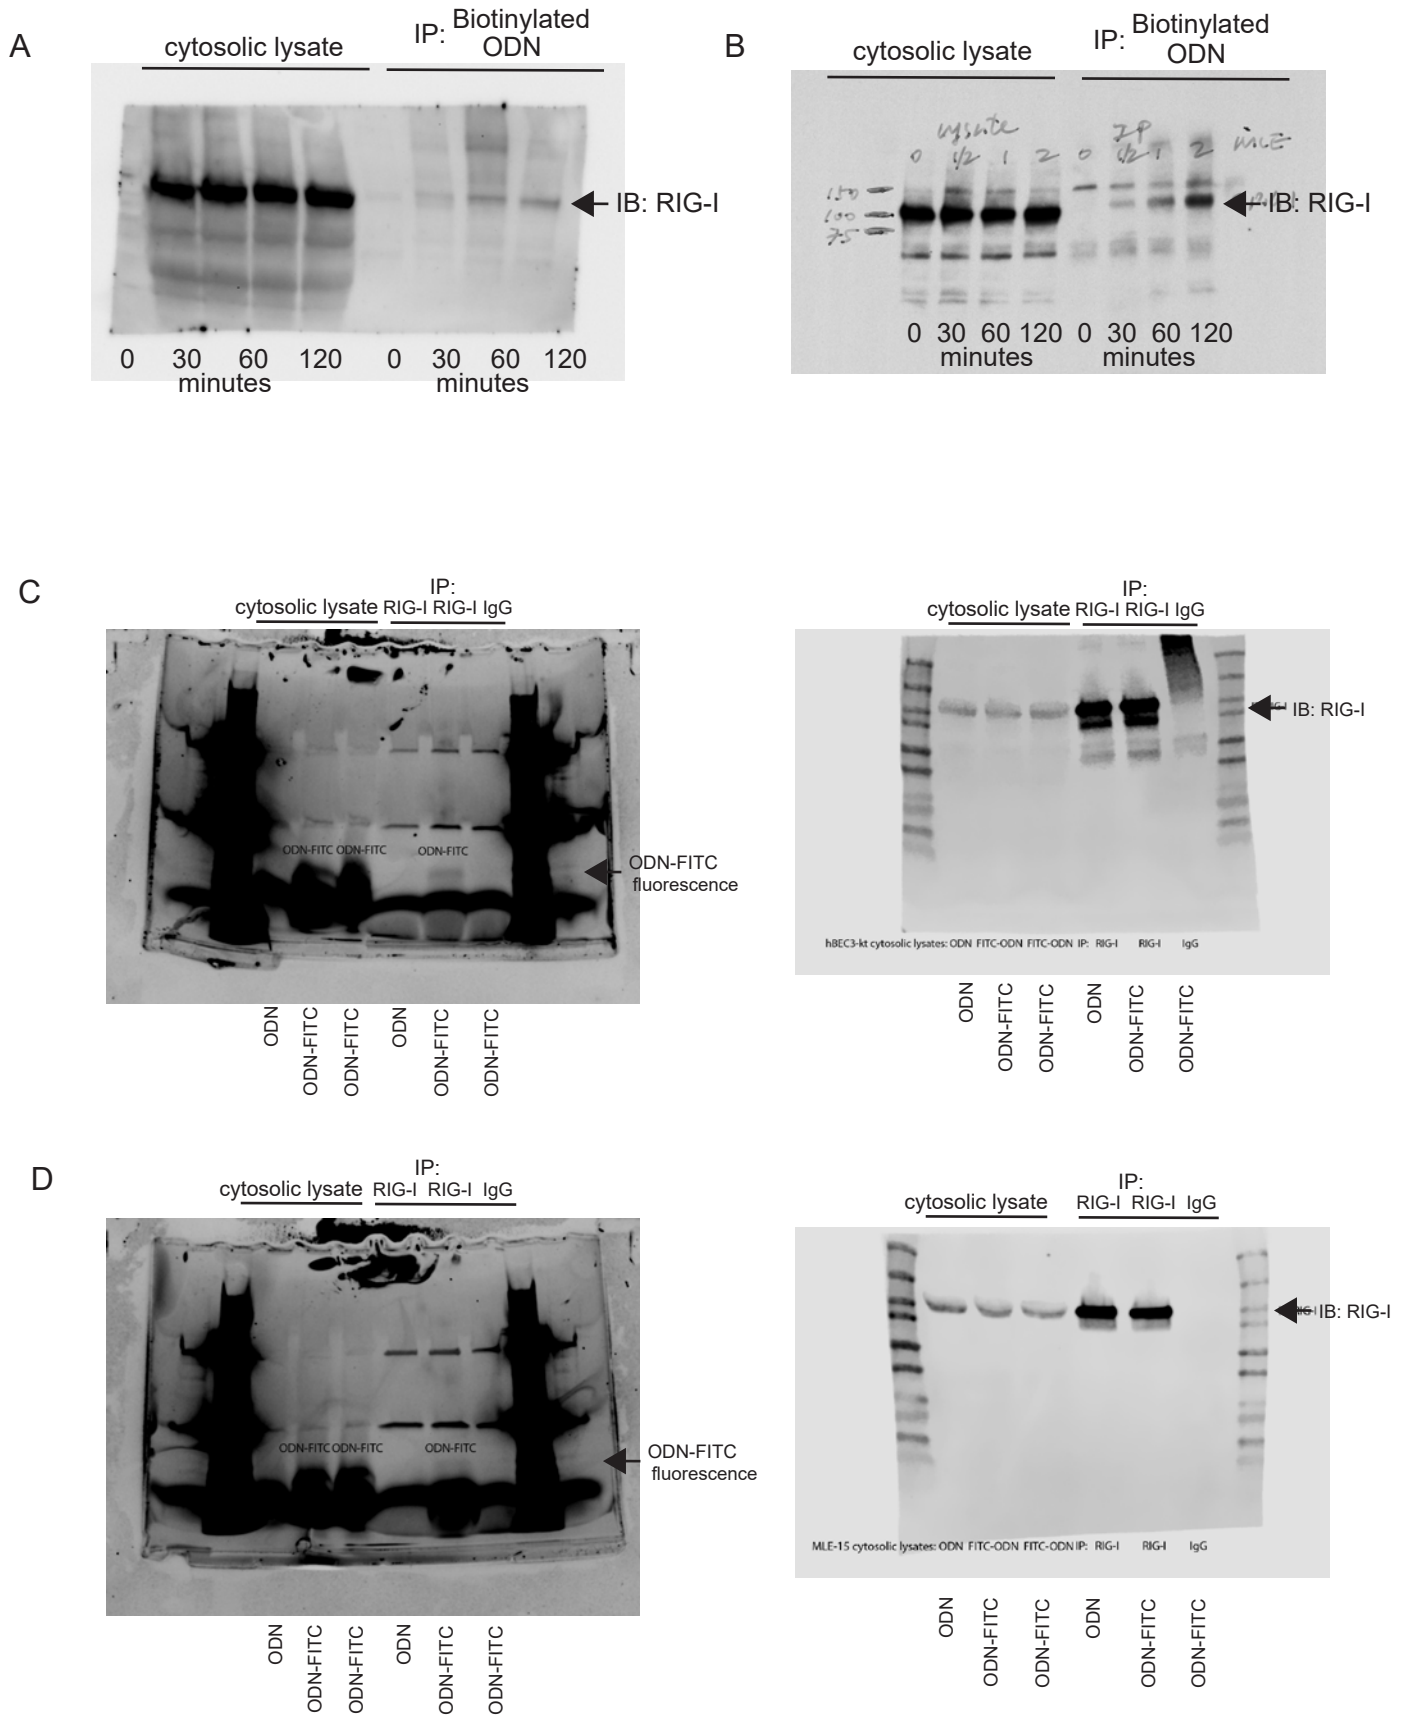 A
cytosolic lysate
IP: Biotinylated
ODN
IB: RIG-I
0 30 60 120 0 30 60 120
minutes minutes
B
cytosolic lysate
IP: Biotinylated
ODN
lysate IP
0 1/2 1 2 0 1/2 1 2 MLE
150
100
75
IB: RIG-I
0 30 60 120 0 30 60 120
minutes minutes
C
IP:
cytosolic lysate RIG-I RIG-I IgG
ODN-FITC ODN-FITC ODN-FITC
ODN-FITC
fluorescence
ODN ODN-FITC ODN-FITC ODN ODN-FITC ODN-FITC
IP:
cytosolic lysate RIG-I RIG-I IgG
IB: RIG-I
hBEC3-kt cytosolic lysates: ODN FITC-ODN FITC-ODN IP: RIG-I RIG-I IgG
ODN ODN-FITC ODN-FITC ODN ODN-FITC ODN-FITC
D
IP:
cytosolic lysate RIG-I RIG-I IgG
ODN-FITC ODN-FITC ODN-FITC
ODN-FITC
fluorescence
ODN ODN-FITC ODN-FITC ODN ODN-FITC ODN-FITC
IP:
cytosolic lysate RIG-I RIG-I IgG
IB: RIG-I
MLE-15 cytosolic lysates: ODN FITC-ODN FITC-ODN IP: RIG-I RIG-I IgG
ODN ODN-FITC ODN-FITC ODN ODN-FITC ODN-FITC